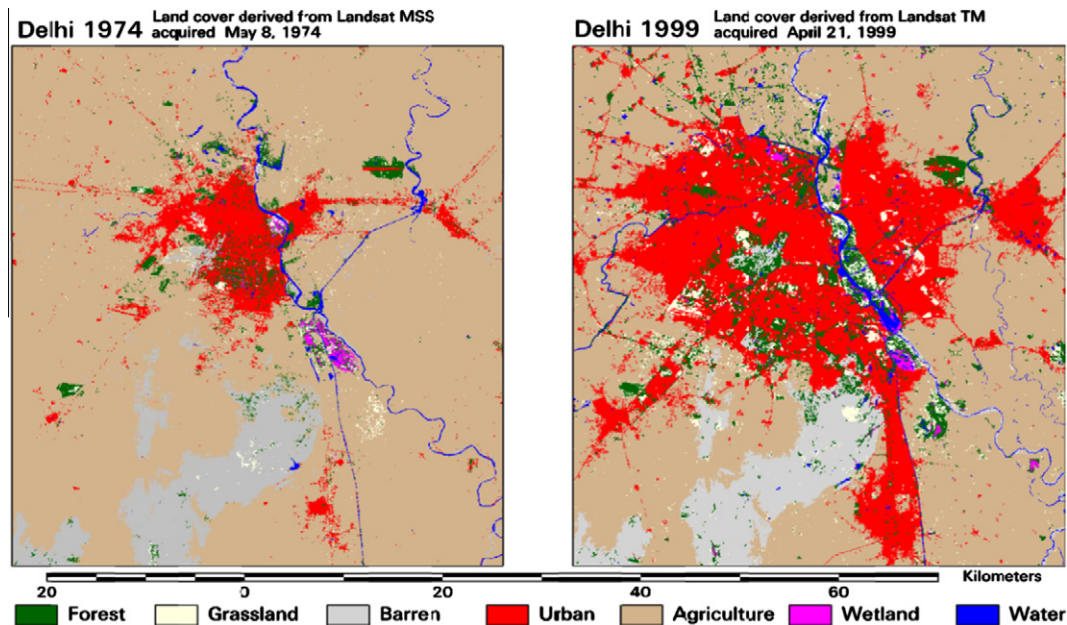 Delhi 1974
Land cover derived from Landsat MSS
acquired May 8, 1974
Delhi 1999
Land cover derived from Landsat TM
acquired April 21, 1999
20 0 20 40 60 Kilometers
Forest Grassland Barren Urban Agriculture Wetland Water